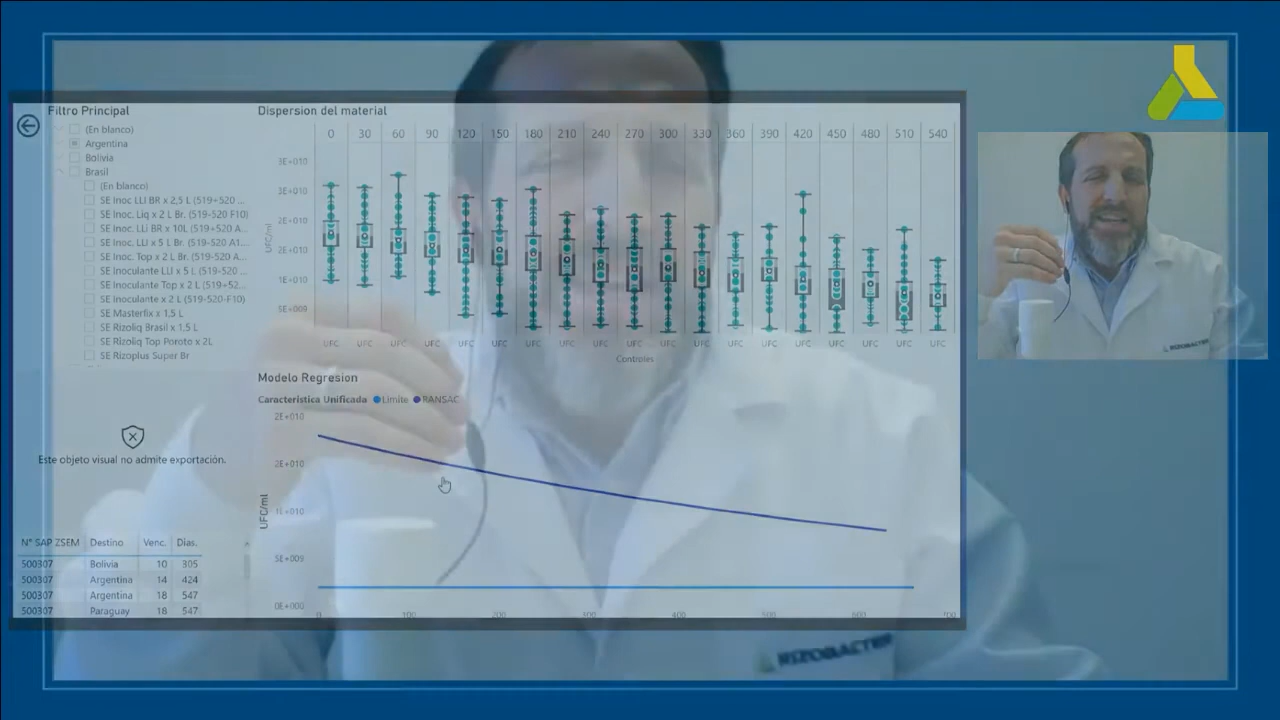 Filtro Principal
(En blanco)
Argentina
Bolivia
Brasil
(En blanco)
SE Inoc LLI BR x 2,5 L (519+520 ...
SE Inoc. Liq x 2 L Br. (519-520 F10)
SE Inoc. LLi BR x 10L (519-520 A...
SE Inoc. LLi x 5 L Br. (519-520 A1...
SE Inoc. Top x 2 L Br. (519-520 A...
SE Inoculante LLI x 5 L (519-520 ...
SE Inoculante Top x 2 L (519+52...
SE Inoculante x 2 L (519-520-F10)
SE Masterfix x 1,5 L
SE Rizoliq Brasil x 1,5 L
SE Rizoliq Top Poroto x 2L
SE Rizoplus Super Br
Este objeto visual no admite exportación.
N° SAP ZSEM Destino Venc. Dias.
500307 Bolivia 10 305
500307 Argentina 14 424
500307 Argentina 18 547
500307 Paraguay 18 547
Dispersion del material
0 30 60 90 120 150 180 210 240 270 300 330 360 390 420 450 480 510 540
3E+010
3E+010
2E+010
2E+010
1E+010
5E+009
UFC/ml
UFC UFC UFC UFC UFC UFC UFC UFC UFC UFC UFC UFC UFC UFC UFC UFC UFC UFC UFC
Controles
Modelo Regresion
Característica Unificada Limite RANSAC
2E+010
2E+010
1E+010
5E+009
0E+000
UFC/ml
0 100 200 300 400 500 600 700
RIZOBACTER
RIZOBACTER